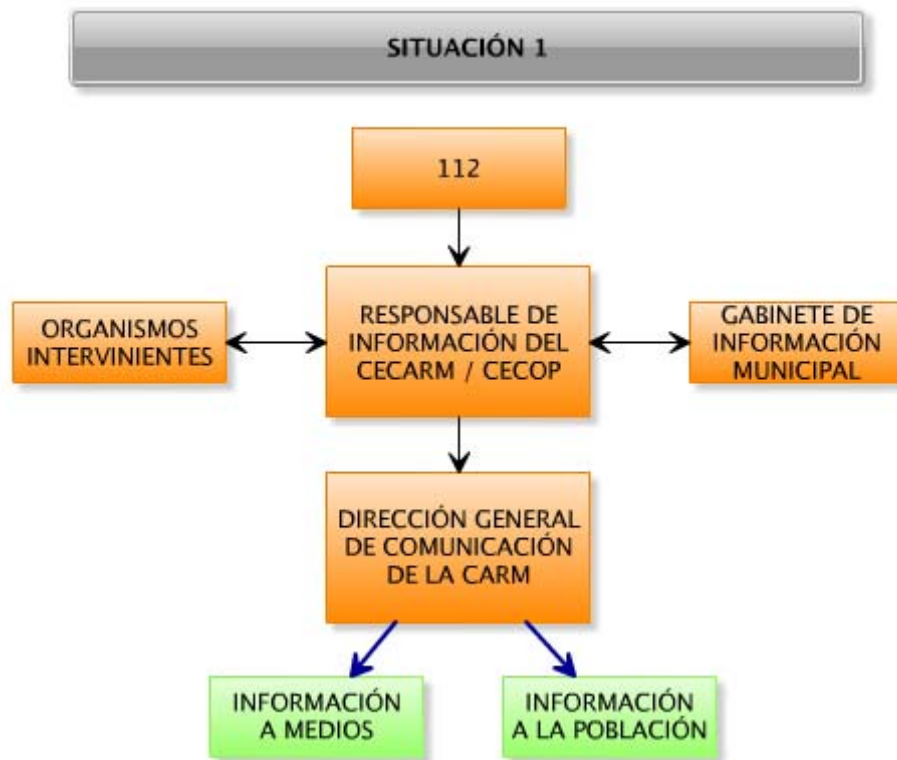 SITUACIÓN 1
112
ORGANISMOS
INTERVINIENTES
RESPONSABLE DE
INFORMACIÓN DEL
CECARM / CECOP
GABINETE DE
INFORMACIÓN
MUNICIPAL
DIRECCIÓN GENERAL
DE COMUNICACIÓN
DE LA CARM
INFORMACIÓN
A MEDIOS
INFORMACIÓN
A LA POBLACIÓN